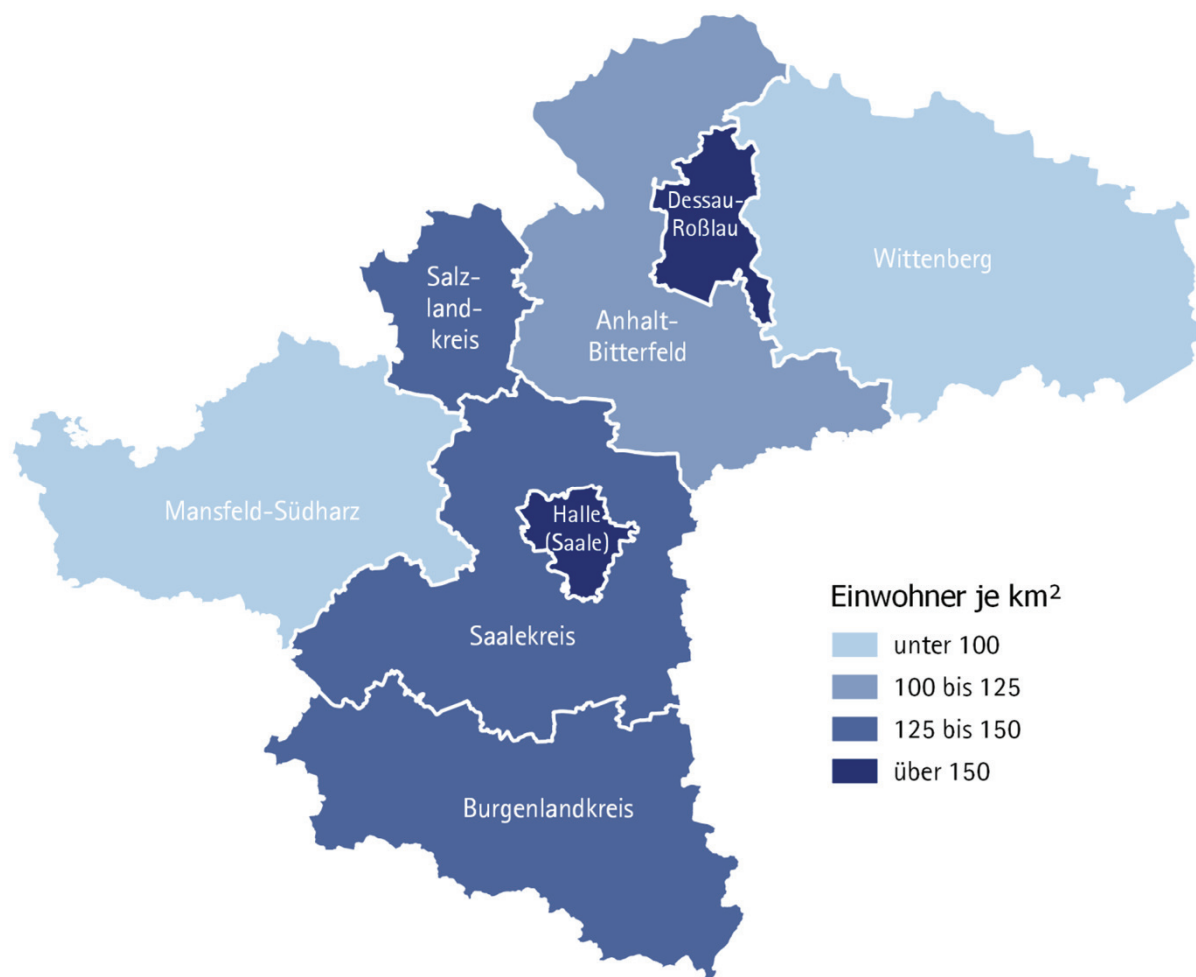 Dessau-
Roßlau
Wittenberg
Salz-
land-
kreis
Anhalt-
Bitterfeld
Mansfeld-Südharz
Halle
(Saale)
Saalekreis
Burgenlandkreis
Einwohner je km²
unter 100
100 bis 125
125 bis 150
über 150